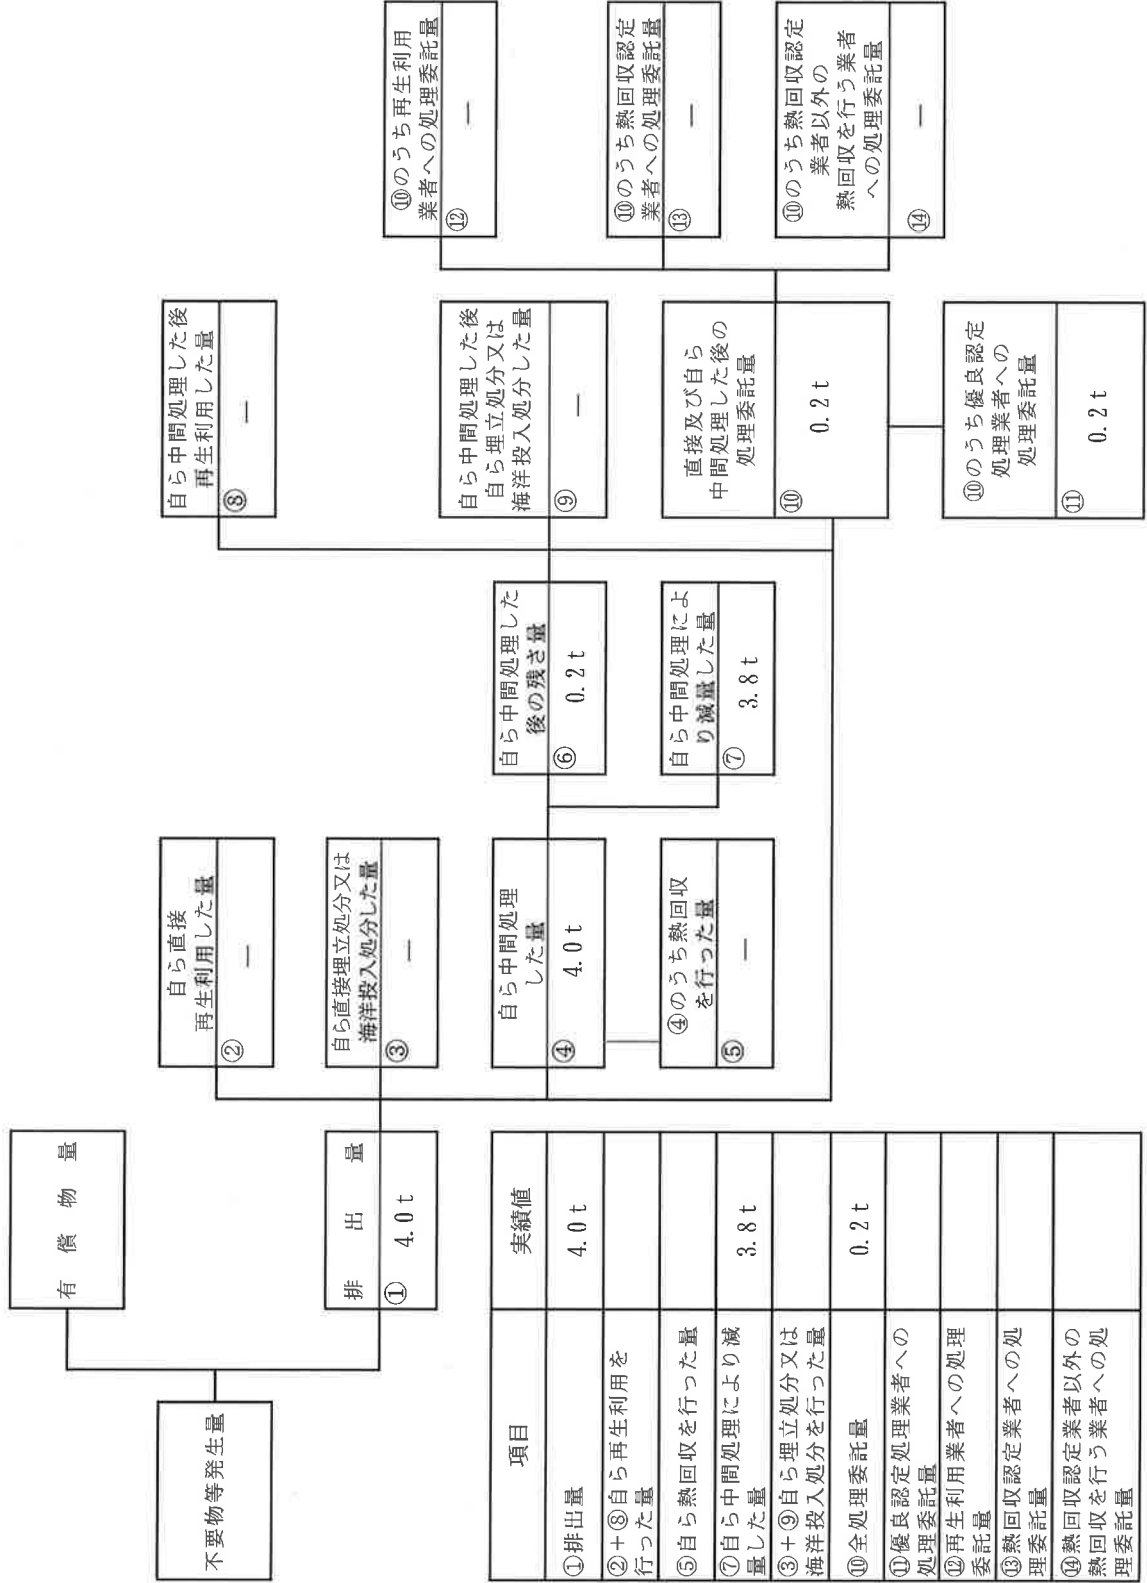 不要物等発生量
有償物量
排出量
① 4.0t
自ら直接
再生利用した量
② ―
自ら直接埋立処分又は
海洋投入処分した量
③ ―
自ら中間処理
した量
④ 4.0t
④のうち熱回収
を行った量
⑤ ―
自ら中間処理した
後の残さ量
⑥ 0.2t
自ら中間処理によ
り減量した量
⑦ 3.8t
自ら中間処理した後
再生利用した量
⑧ ―
自ら中間処理した後
自ら埋立処分又は
海洋投入処分した量
⑨ ―
直接及び自ら
中間処理した後の
処理委託量
⑩ 0.2t
⑩のうち優良認定
処理業者への
処理委託量
⑪ 0.2t
⑩のうち再生利用
業者への処理委託量
⑫ ―
⑩のうち熱回収認定
業者への処理委託量
⑬ ―
⑩のうち熱回収認定
業者以外の
熱回収を行う業者
への処理委託量
⑭ ―
項目 実績値
①排出量 4.0t
②+⑧自ら再生利用を
行った量
⑤自ら熱回収を行った量
⑦自ら中間処理により減
量した量 3.8t
③+⑨自ら埋立処分又は
海洋投入処分を行った量
⑩全処理委託量 0.2t
⑪優良認定処理業者への
処理委託量
⑫再生利用業者への処理
委託量
⑬熱回収認定業者への処
理委託量
⑭熱回収認定業者以外の
熱回収を行う業者への処
理委託量